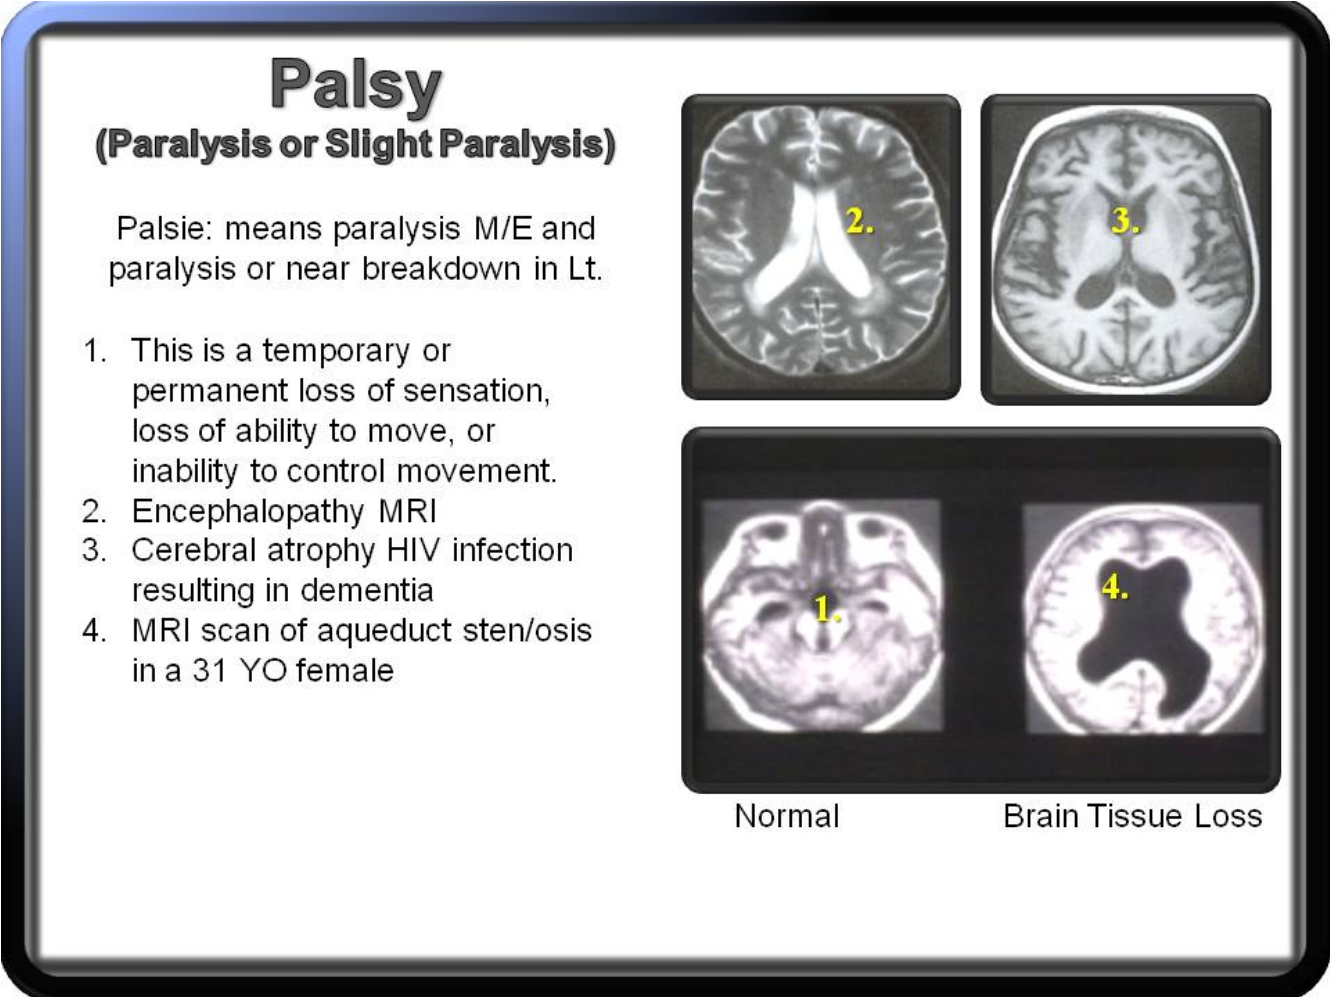 Palsy
(Paralysis or Slight Paralysis)
Palsie: means paralysis M/E and
paralysis or near breakdown in Lt.
1. This is a temporary or
permanent loss of sensation,
loss of ability to move, or
inability to control movement.
2. Encephalopathy MRI
3. Cerebral atrophy HIV infection
resulting in dementia
4. MRI scan of aqueduct sten/osis
in a 31 YO female
2.
3.
1.
4.
Normal
Brain Tissue Loss